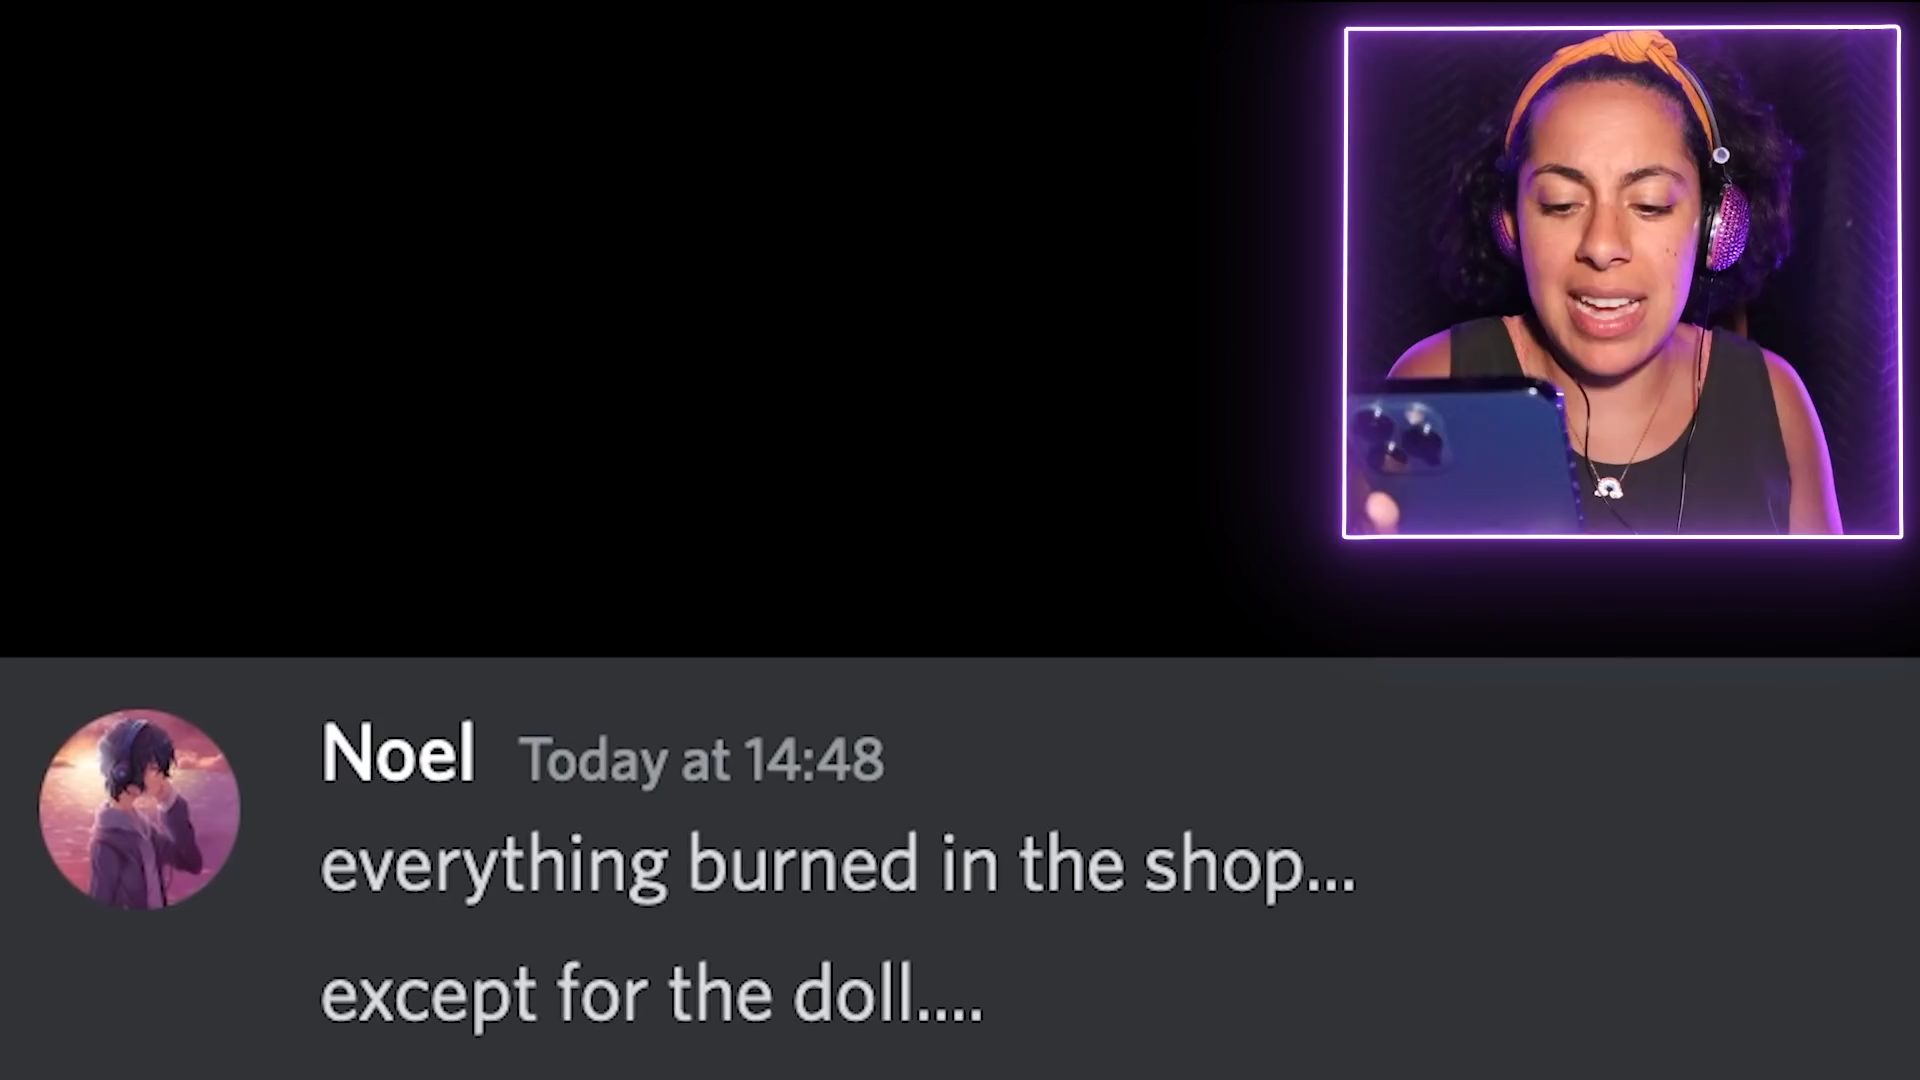 Noel Today at 14:48
everything burned in the shop...
except for the doll....